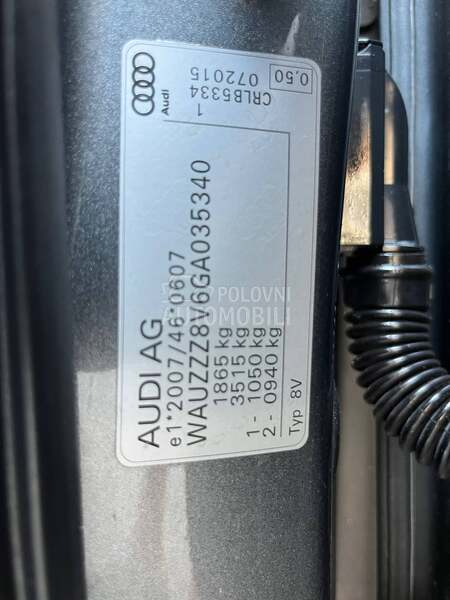 AUDI AG
e1*2007/46*0607
WAUZZZ8V6GA035340
1865 kg
3515 kg
1 - 1050 kg
2 - 0940 kg
Typ 8V
Audi
1
CRLB5334
072015
0,50
POLOVNI
AUTOMOBILI